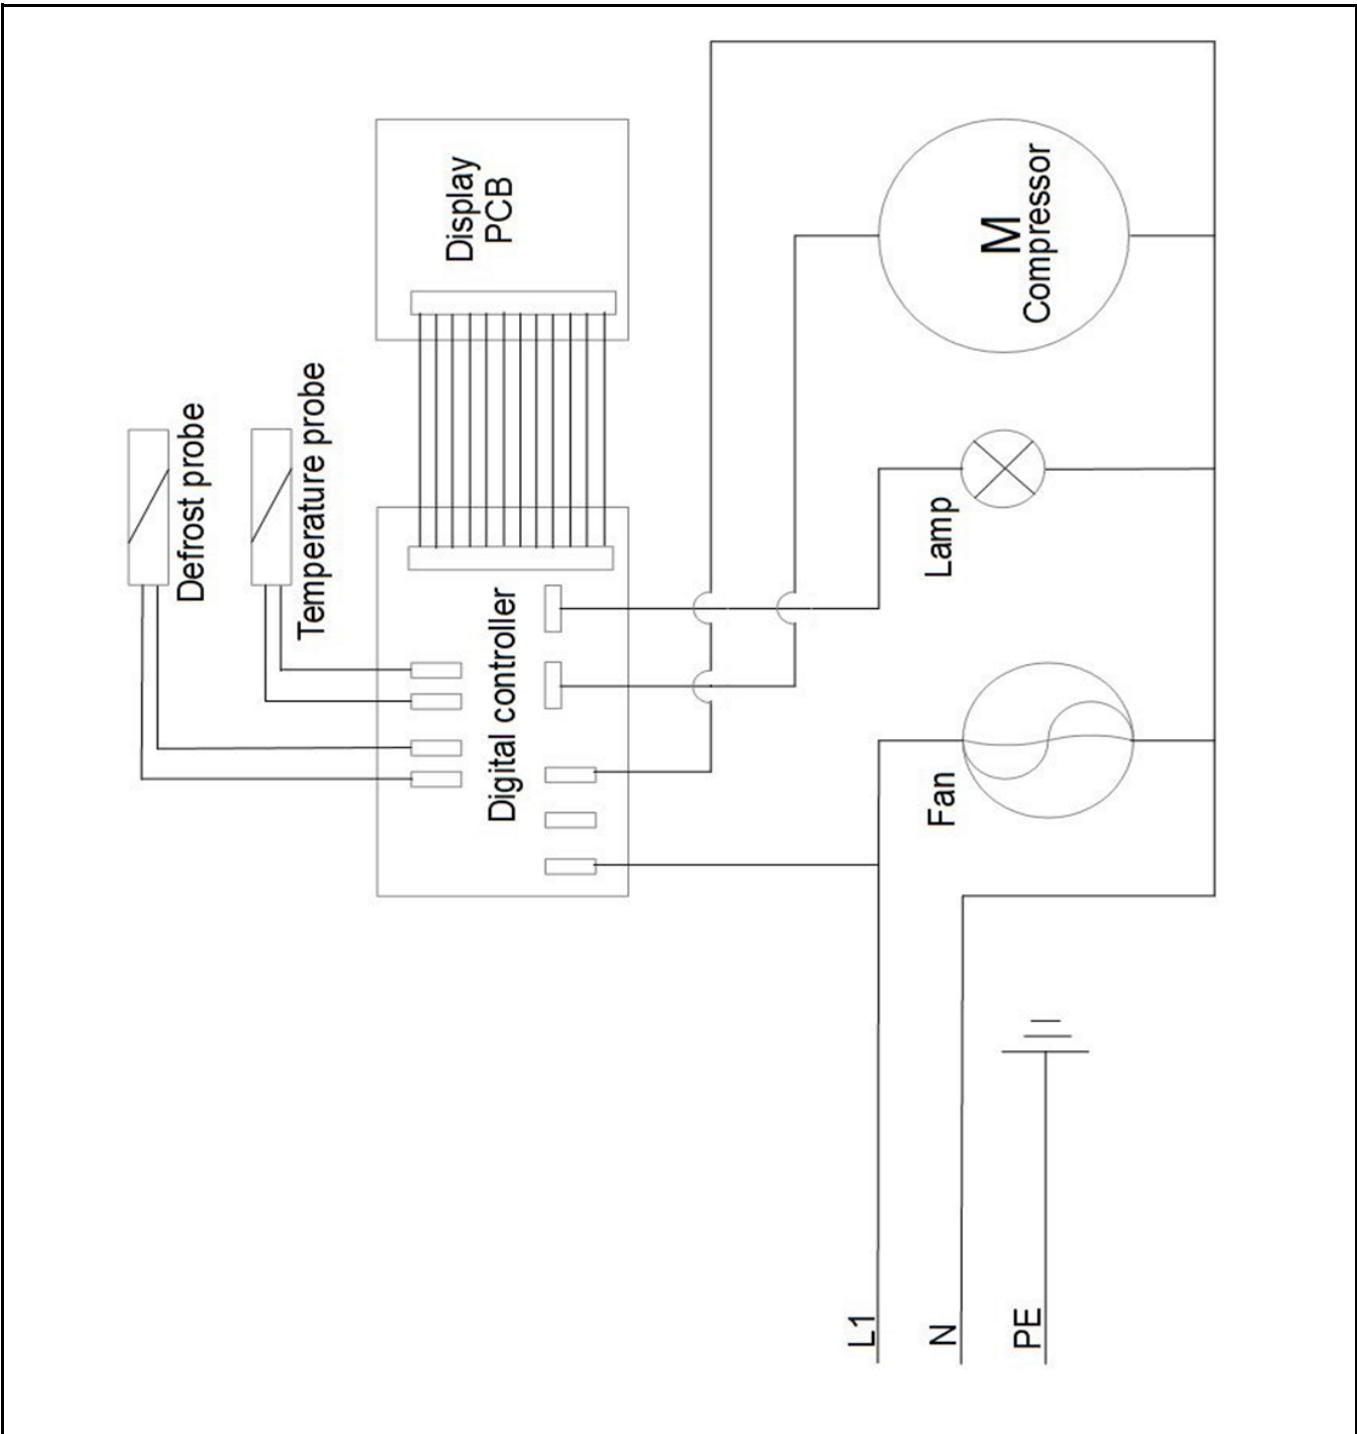 Display
PCB
M
Compressor
Defrost probe
Temperature probe
Digital controller
Lamp
Fan
L1
N
PE